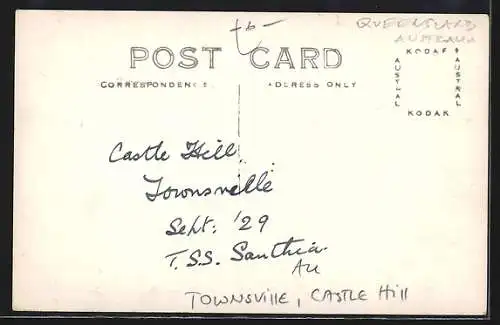 QUEENSLAND
AUSTRALIA
POST CARD
CORRESPONDENCE ADDRESS ONLY
KODAK
AUSTRAL AUSTRAL
KODAK
Castle Hill
Townsville
Sept: '29
T.S.S. Santhia.
Au
TOWNSVILLE, CASTLE Hill